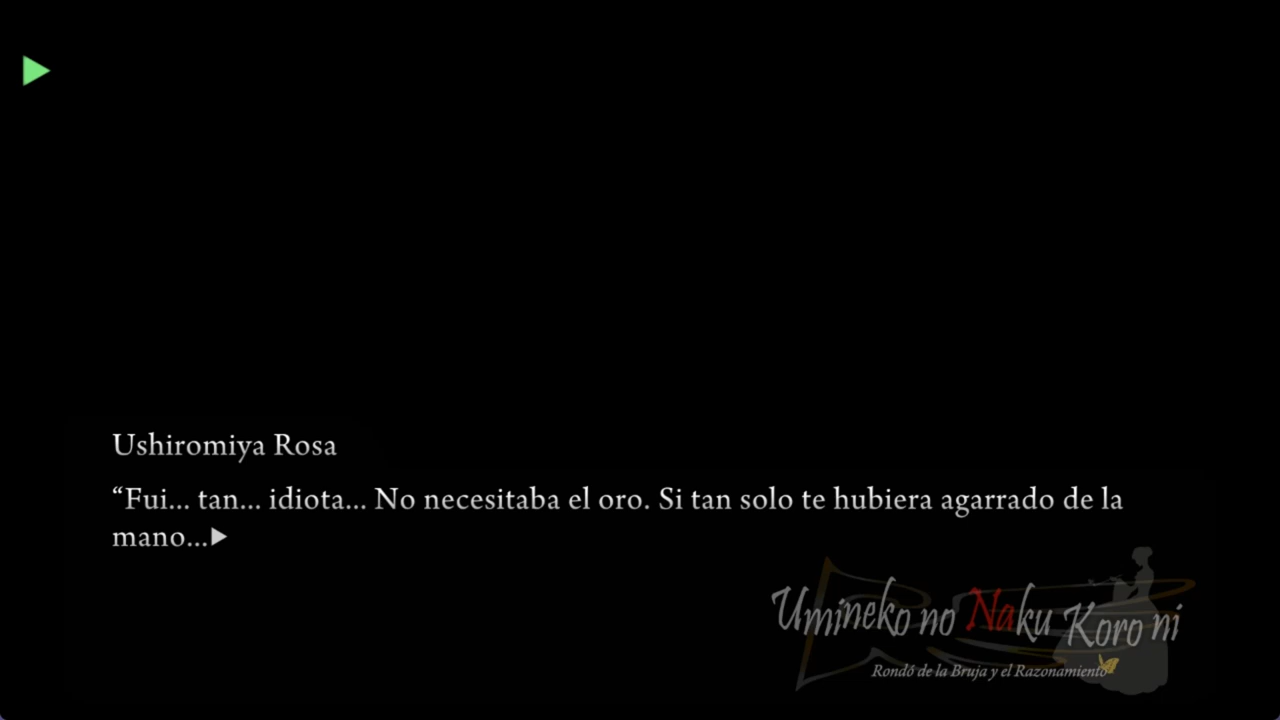 Ushiromiya Rosa
“Fui... tan... idiota... No necesitaba el oro. Si tan solo te hubiera agarrado de la
mano...
Umineko no Naku Koro ni
Rondó de la Bruja y el Razonamiento